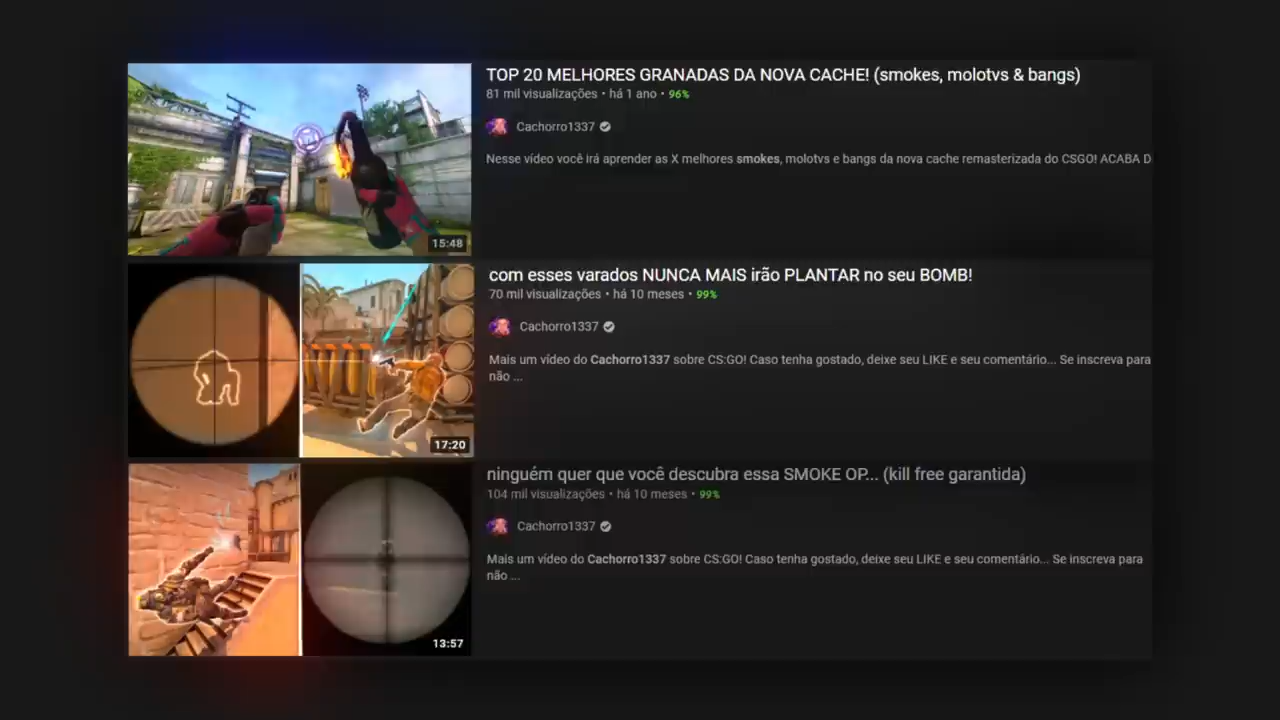 TOP 20 MELHORES GRANADAS DA NOVA CACHE! (smokes, molotvs & bangs)
81 mil visualizações • há 1 ano • 96%
Cachorro1337
Nesse vídeo você irá aprender as X melhores smokes, molotvs e bangs da nova cache remasterizada do CSGO! ACABA D
15:48
com esses varados NUNCA MAIS irão PLANTAR no seu BOMB!
70 mil visualizações • há 10 meses • 99%
Cachorro1337
Mais um vídeo do Cachorro1337 sobre CS:GO! Caso tenha gostado, deixe seu LIKE e seu comentário... Se inscreva para
não ...
17:20
ninguém quer que você descubra essa SMOKE OP... (kill free garantida)
104 mil visualizações • há 10 meses • 99%
Cachorro1337
Mais um vídeo do Cachorro1337 sobre CS:GO! Caso tenha gostado, deixe seu LIKE e seu comentário... Se inscreva para
não ...
13:57